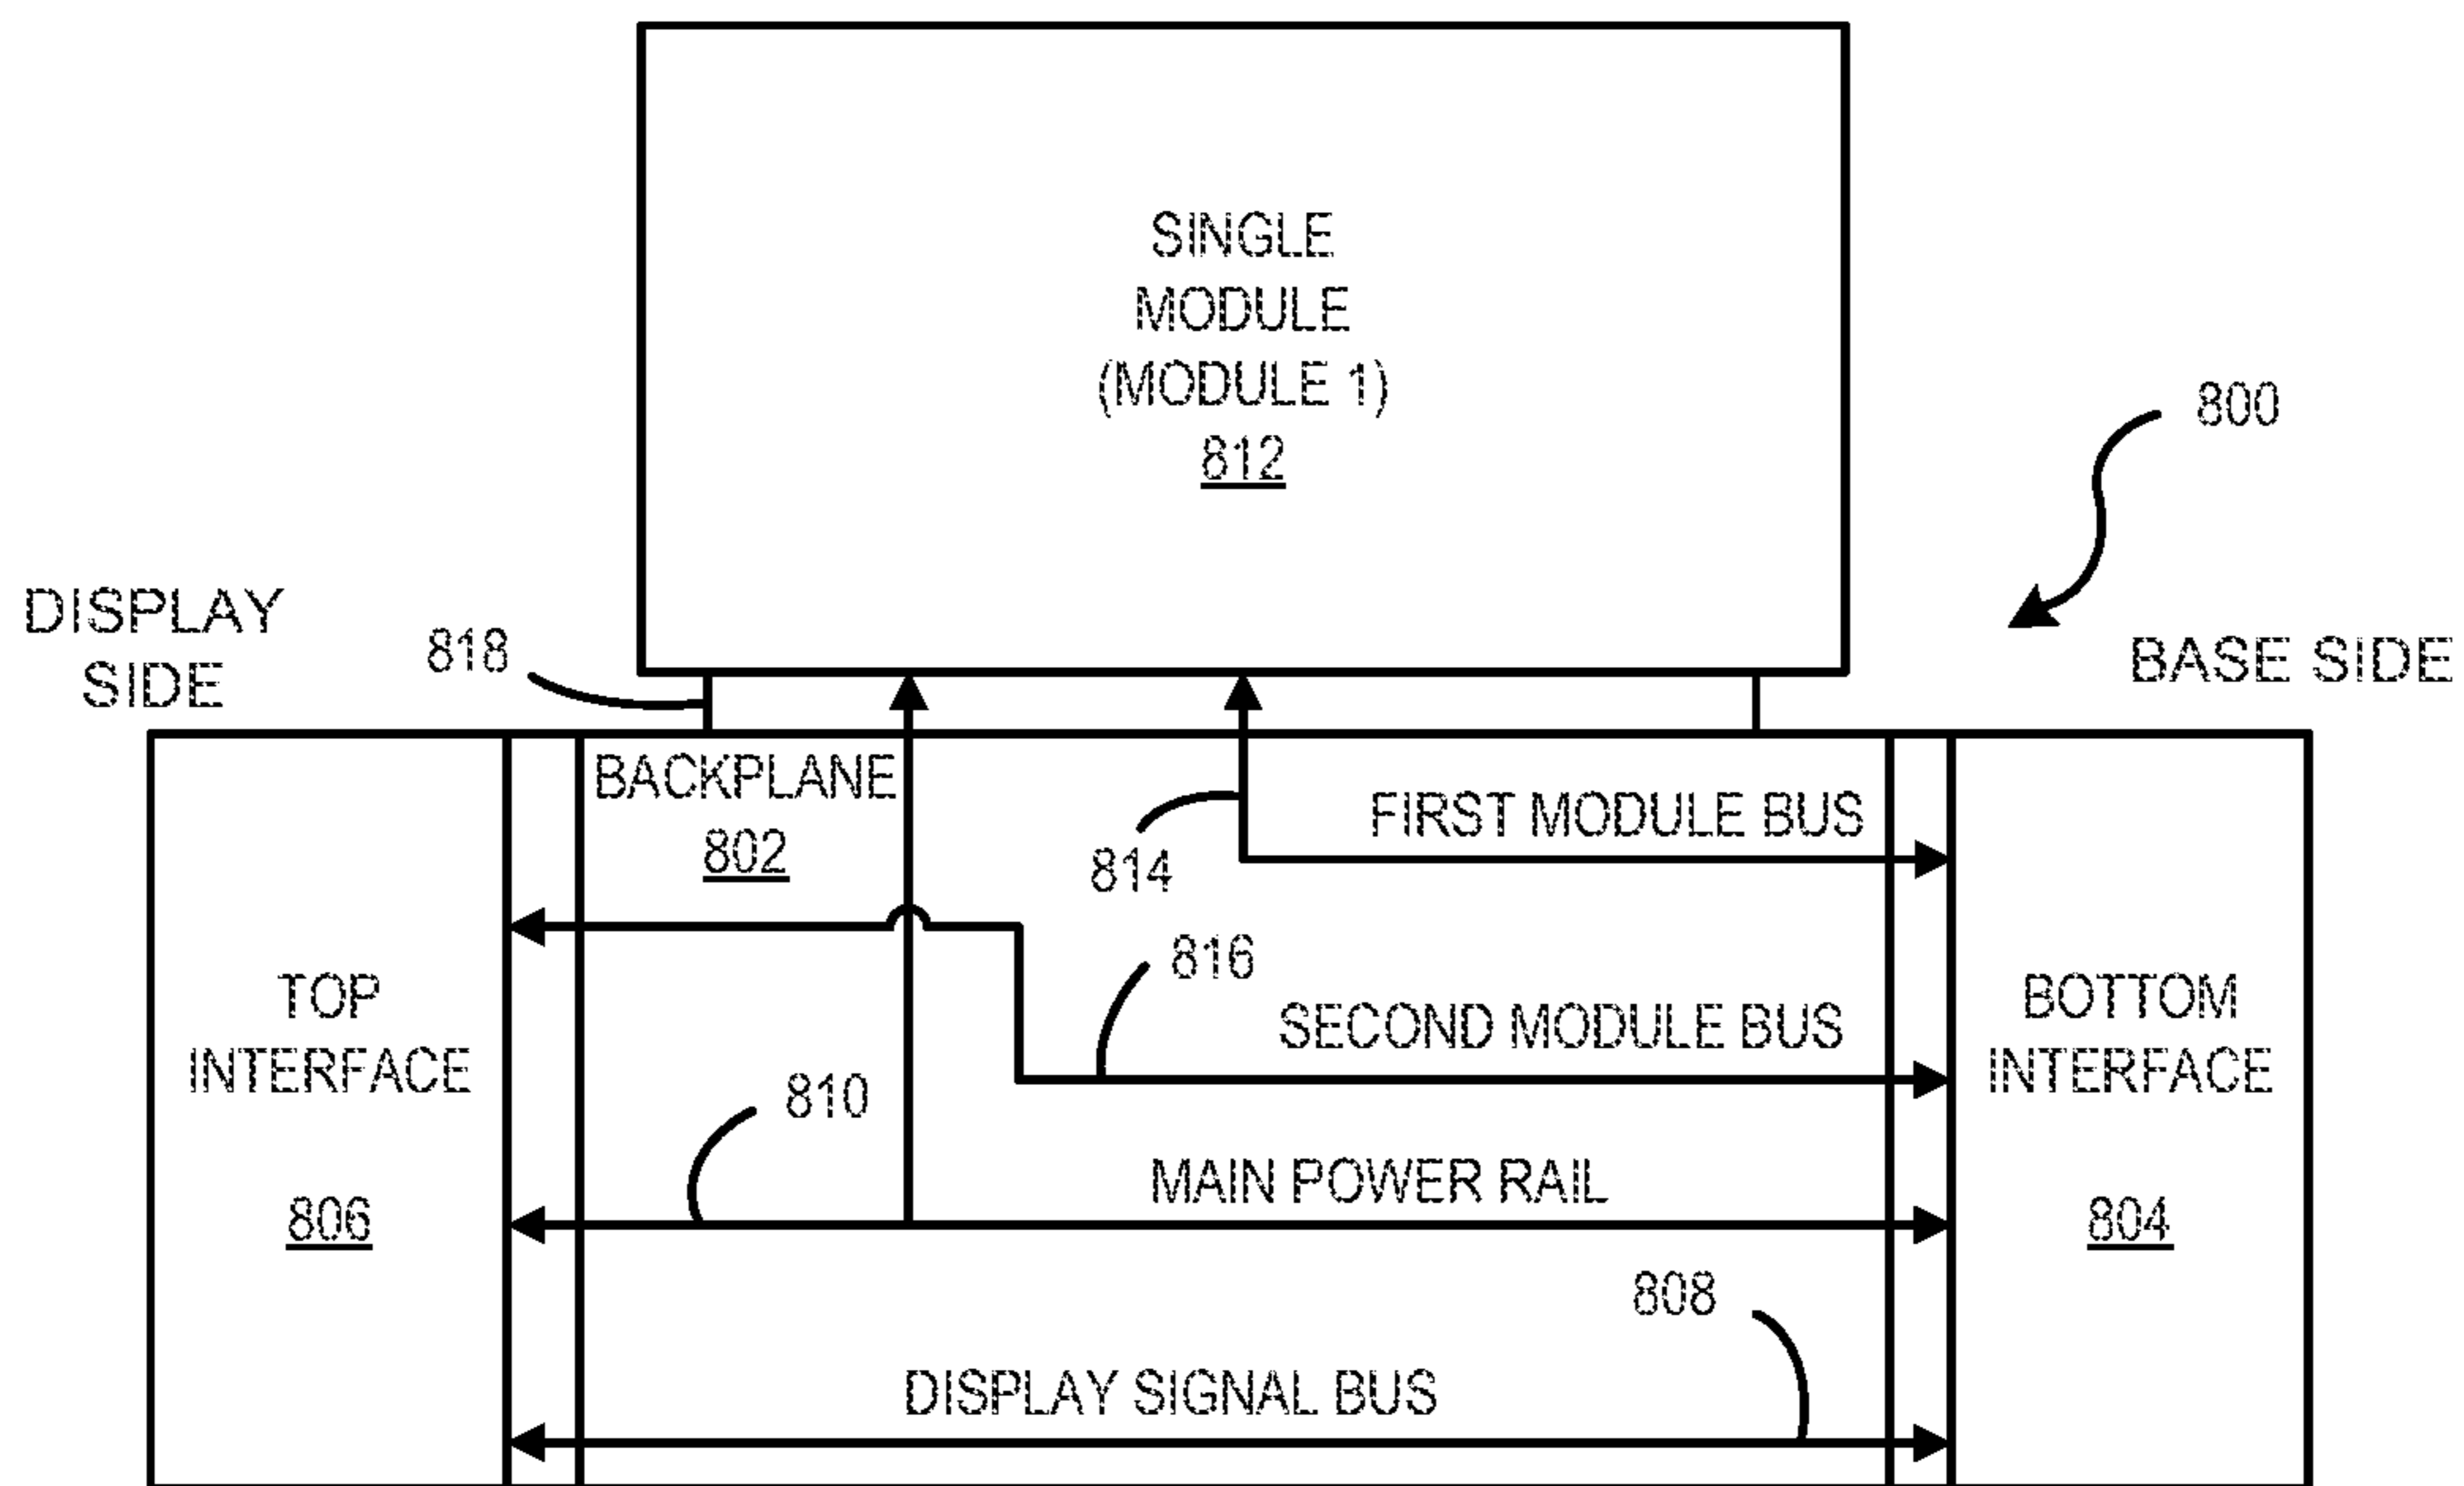 SINGLE
MODULE
(MODULE 1)
812
800
DISPLAY
SIDE
818
BASE SIDE
BACKPLANE
802
FIRST MODULE BUS
814
816
TOP
INTERFACE
806
SECOND MODULE BUS
BOTTOM
INTERFACE
804
810
MAIN POWER RAIL
808
DISPLAY SIGNAL BUS